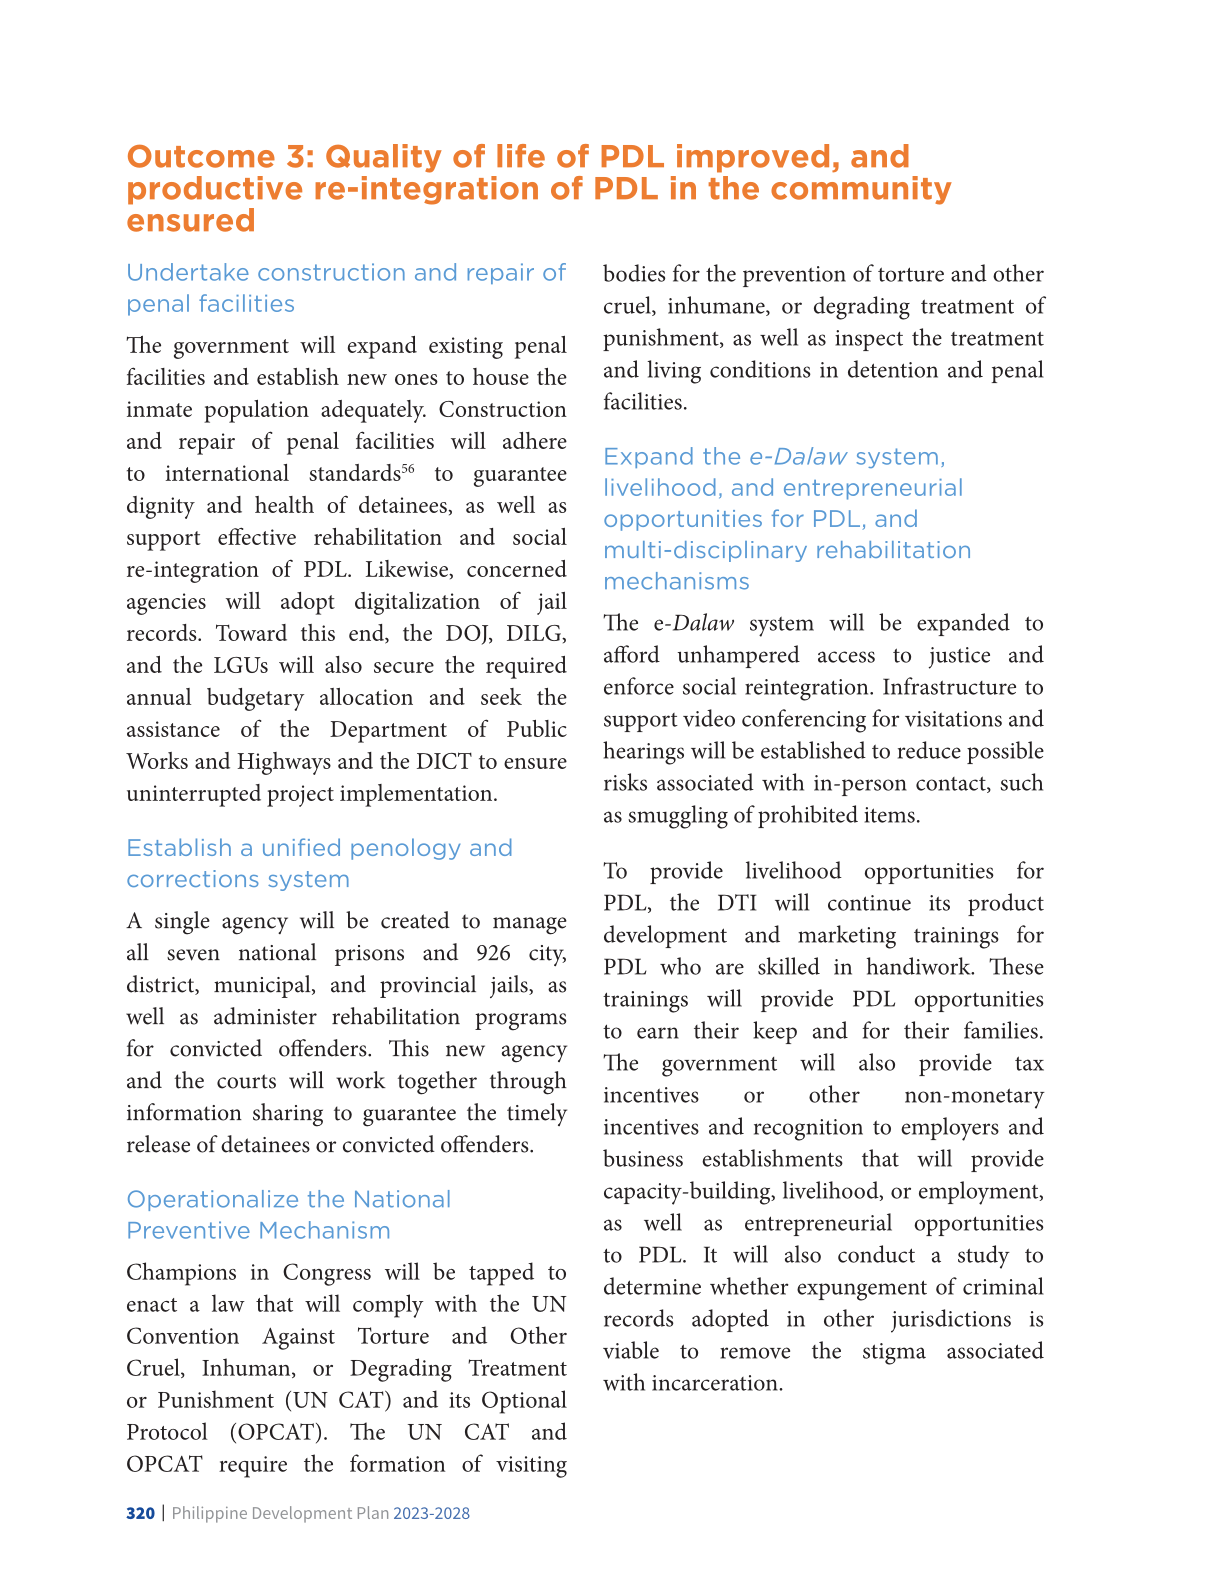 Outcome 3: Quality of life of PDL improved, and
productive re-integration of PDL in the community
ensured
Undertake construction and repair of
penal facilities
The government will expand existing penal
facilities and establish new ones to house the
inmate population adequately. Construction
and repair of penal facilities will adhere
to international standards56 to guarantee
dignity and health of detainees, as well as
support effective rehabilitation and social
re-integration of PDL. Likewise, concerned
agencies will adopt digitalization of jail
records. Toward this end, the DOJ, DILG,
and the LGUs will also secure the required
annual budgetary allocation and seek the
assistance of the Department of Public
Works and Highways and the DICT to ensure
uninterrupted project implementation.
Establish a unified penology and
corrections system
A single agency will be created to manage
all seven national prisons and 926 city,
district, municipal, and provincial jails, as
well as administer rehabilitation programs
for convicted offenders. This new agency
and the courts will work together through
information sharing to guarantee the timely
release of detainees or convicted offenders.
Operationalize the National
Preventive Mechanism
Champions in Congress will be tapped to
enact a law that will comply with the UN
Convention Against Torture and Other
Cruel, Inhuman, or Degrading Treatment
or Punishment (UN CAT) and its Optional
Protocol (OPCAT). The UN CAT and
OPCAT require the formation of visiting
bodies for the prevention of torture and other
cruel, inhumane, or degrading treatment of
punishment, as well as inspect the treatment
and living conditions in detention and penal
facilities.
Expand the e-Dalaw system,
livelihood, and entrepreneurial
opportunities for PDL, and
multi-disciplinary rehabilitation
mechanisms
The e-Dalaw system will be expanded to
afford unhampered access to justice and
enforce social reintegration. Infrastructure to
support video conferencing for visitations and
hearings will be established to reduce possible
risks associated with in-person contact, such
as smuggling of prohibited items.
To provide livelihood opportunities for
PDL, the DTI will continue its product
development and marketing trainings for
PDL who are skilled in handiwork. These
trainings will provide PDL opportunities
to earn their keep and for their families.
The government will also provide tax
incentives or other non-monetary
incentives and recognition to employers and
business establishments that will provide
capacity-building, livelihood, or employment,
as well as entrepreneurial opportunities
to PDL. It will also conduct a study to
determine whether expungement of criminal
records adopted in other jurisdictions is
viable to remove the stigma associated
with incarceration.
320 | Philippine Development Plan 2023-2028